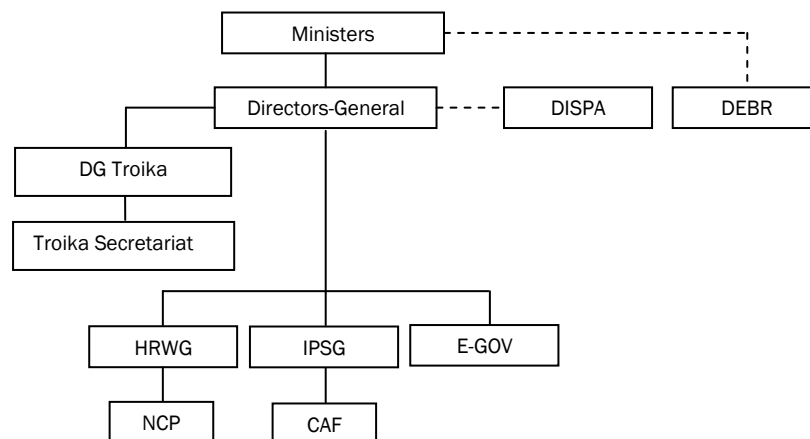 Ministers
Directors-General
DISPA
DEBR
DG Troika
Troika Secretariat
HRWG
IPSG
E-GOV
NCP
CAF